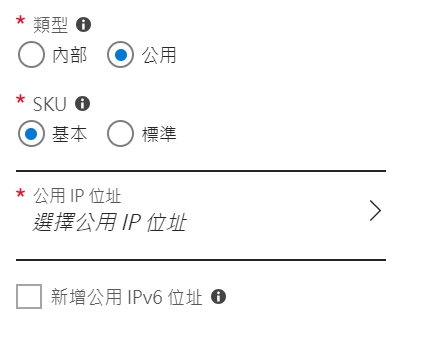 * 類型
內部 公用
* SKU
基本 標準
* 公用 IP 位址
選擇公用 IP 位址
新增公用 IPv6 位址